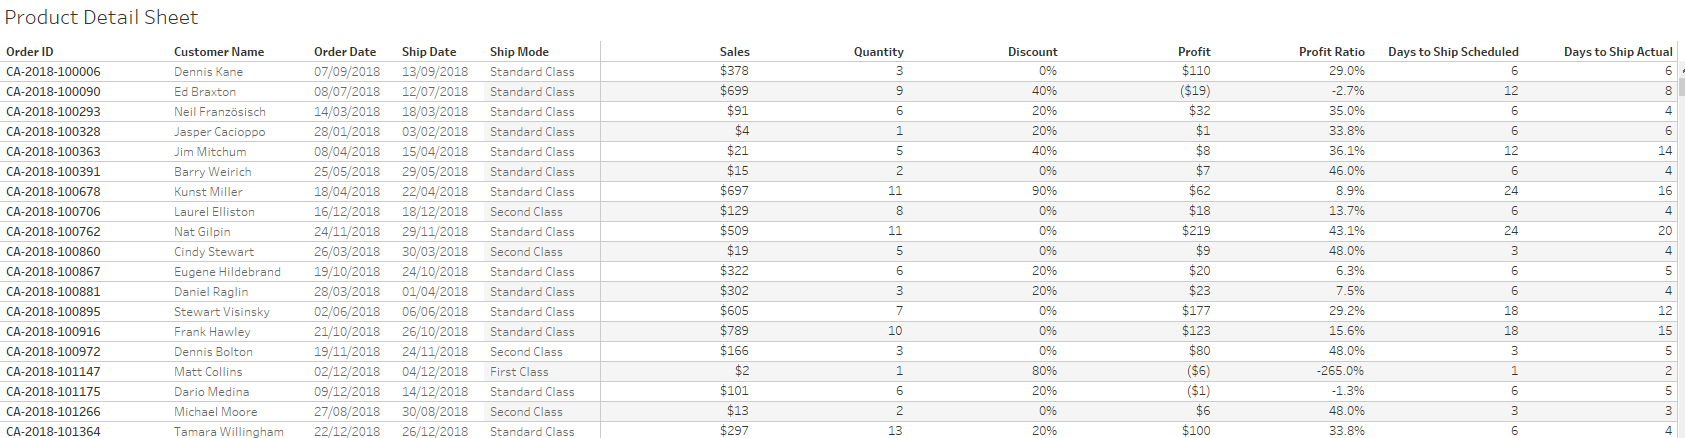 Product Detail Sheet
Order ID Customer Name Order Date Ship Date Ship Mode Sales Quantity Discount Profit Profit Ratio Days to Ship Scheduled Days to Ship Actual
CA-2018-100006 Dennis Kane 07/09/2018 13/09/2018 Standard Class $378 3 0% $110 29.0% 6 6
CA-2018-100090 Ed Braxton 08/07/2018 12/07/2018 Standard Class $699 9 40% ($19) -2.7% 12 8
CA-2018-100293 Neil Französisch 14/03/2018 18/03/2018 Standard Class $91 6 20% $32 35.0% 6 4
CA-2018-100328 Jasper Cacioppo 28/01/2018 03/02/2018 Standard Class $4 1 20% $1 33.8% 6 6
CA-2018-100363 Jim Mitchum 08/04/2018 15/04/2018 Standard Class $21 5 40% $8 36.1% 12 14
CA-2018-100391 Barry Weirich 25/05/2018 29/05/2018 Standard Class $15 2 0% $7 46.0% 6 4
CA-2018-100678 Kunst Miller 18/04/2018 22/04/2018 Standard Class $697 11 90% $62 8.9% 24 16
CA-2018-100706 Laurel Elliston 16/12/2018 18/12/2018 Second Class $129 8 0% $18 13.7% 6 4
CA-2018-100762 Nat Gilpin 24/11/2018 29/11/2018 Standard Class $509 11 0% $219 43.1% 24 20
CA-2018-100860 Cindy Stewart 26/03/2018 30/03/2018 Second Class $19 5 0% $9 48.0% 3 4
CA-2018-100867 Eugene Hildebrand 19/10/2018 24/10/2018 Standard Class $322 6 20% $20 6.3% 6 5
CA-2018-100881 Daniel Raglin 28/03/2018 01/04/2018 Standard Class $302 3 20% $23 7.5% 6 4
CA-2018-100895 Stewart Visinsky 02/06/2018 06/06/2018 Standard Class $605 7 0% $177 29.2% 18 12
CA-2018-100916 Frank Hawley 21/10/2018 26/10/2018 Standard Class $789 10 0% $123 15.6% 18 15
CA-2018-100972 Dennis Bolton 19/11/2018 24/11/2018 Second Class $166 3 0% $80 48.0% 3 5
CA-2018-101147 Matt Collins 02/12/2018 04/12/2018 First Class $2 1 80% ($6) -265.0% 1 2
CA-2018-101175 Dario Medina 09/12/2018 14/12/2018 Standard Class $101 6 20% ($1) -1.3% 6 5
CA-2018-101266 Michael Moore 27/08/2018 30/08/2018 Second Class $13 2 0% $6 48.0% 3 3
CA-2018-101364 Tamara Willingham 22/12/2018 26/12/2018 Standard Class $297 13 20% $100 33.8% 6 4